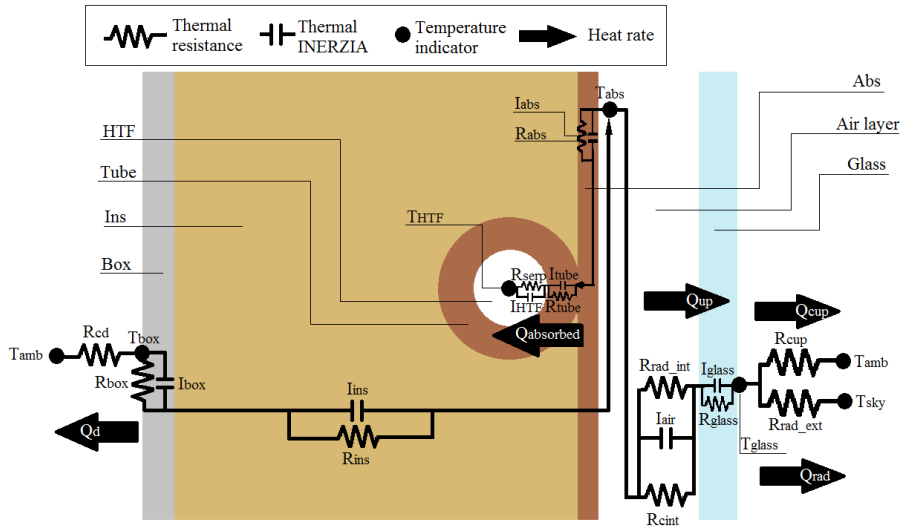 Thermal resistance
Thermal INERZIA
Temperature indicator
Heat rate
Tabs
Abs
Iabs
HTF
Air layer
Rabs
Tube
Glass
THTF
Ins
Box
Rserp
Itube
IHTF
Rtube
Qup
Qcup
Qabsorbed
Rcd
Tbox
Tamb
Rcup
Rbox
Ibox
Rrad_int
Iglass
Tamb
Iins
Tsky
Rglass
Iair
Rrad_ext
Qd
Tglass
Rins
Qrad
Rcint